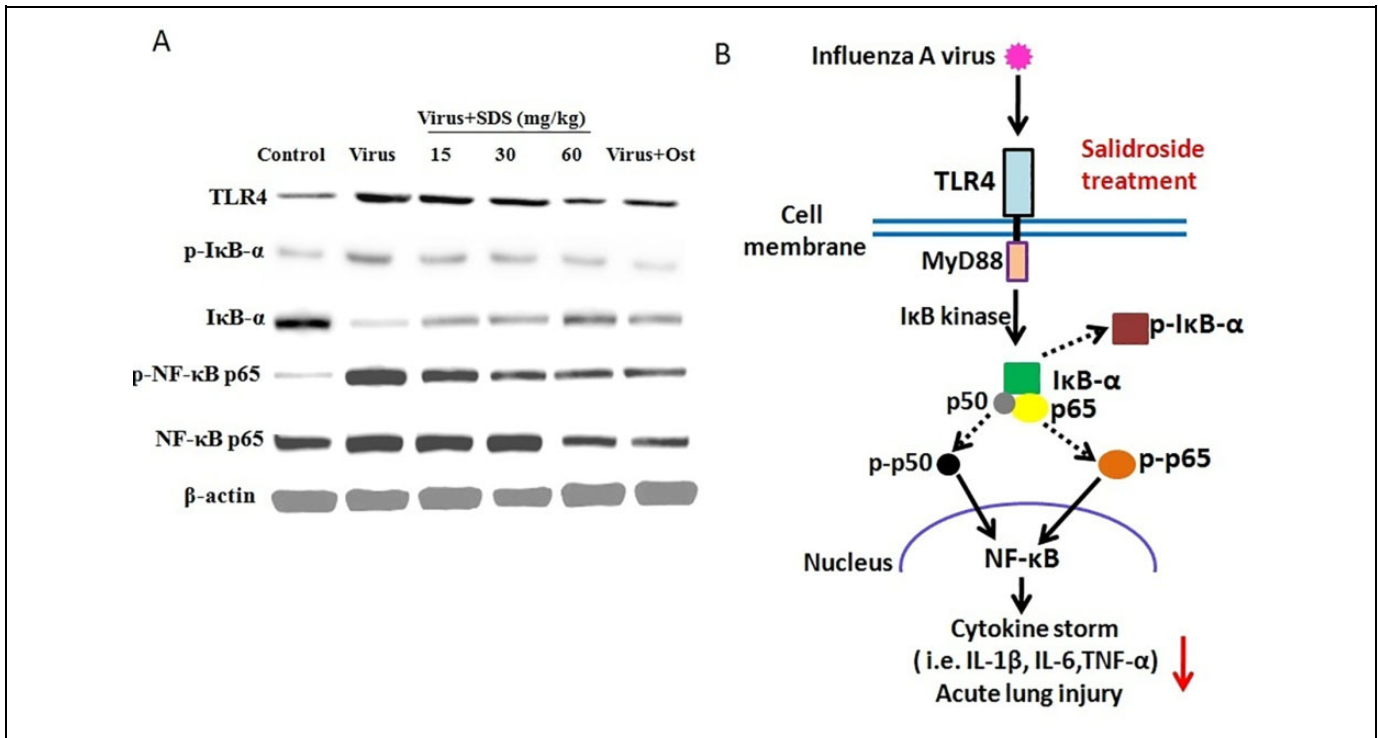 A
Virus+SDS (mg/kg)
Control Virus 15 30 60 Virus+Ost
TLR4
p-IκB-α
IκB-α
p-NF-κB p65
NF-κB p65
β-actin
B
Influenza A virus
Salidroside
treatment
TLR4
Cell
membrane
MyD88
IκB kinase
p-IκB-α
IκB-α
p50
p65
p-p50
p-p65
Nucleus
NF-κB
Cytokine storm
( i.e. IL-1β, IL-6,TNF-α)
Acute lung injury